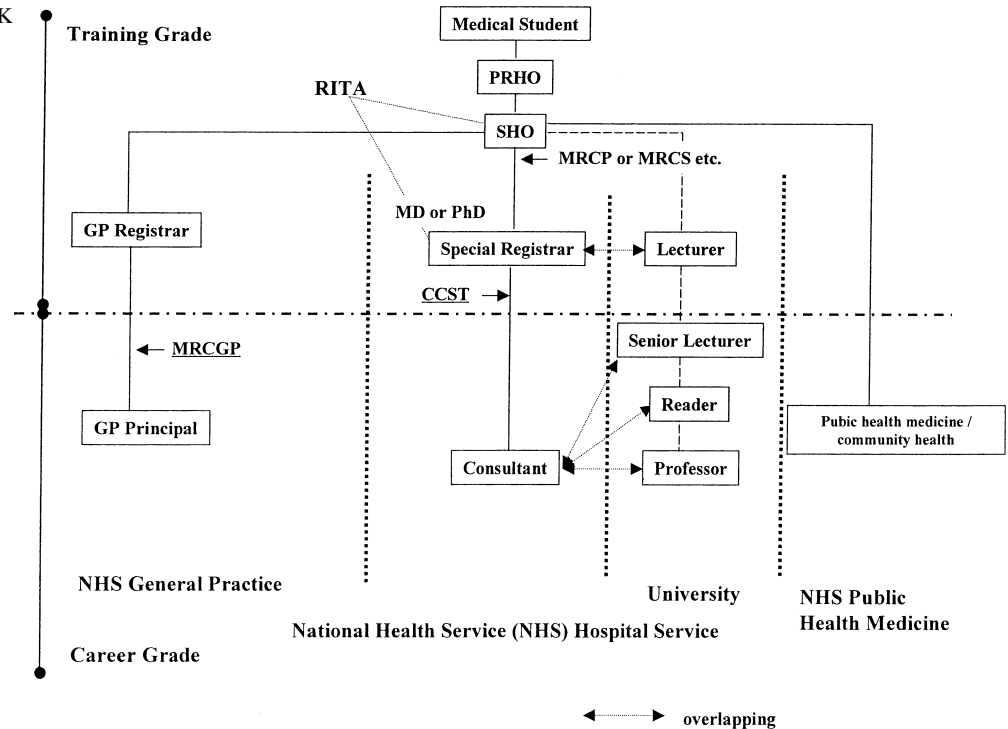 K
Training Grade
Medical Student
PRHO
RITA
SHO
MRCP or MRCS etc.
MD or PhD
GP Registrar
Special Registrar
Lecturer
CCST
Senior Lecturer
MRCGP
Reader
GP Principal
Pubic health medicine /
community health
Consultant
Professor
NHS General Practice
University
NHS Public
Health Medicine
National Health Service (NHS) Hospital Service
Career Grade
overlapping